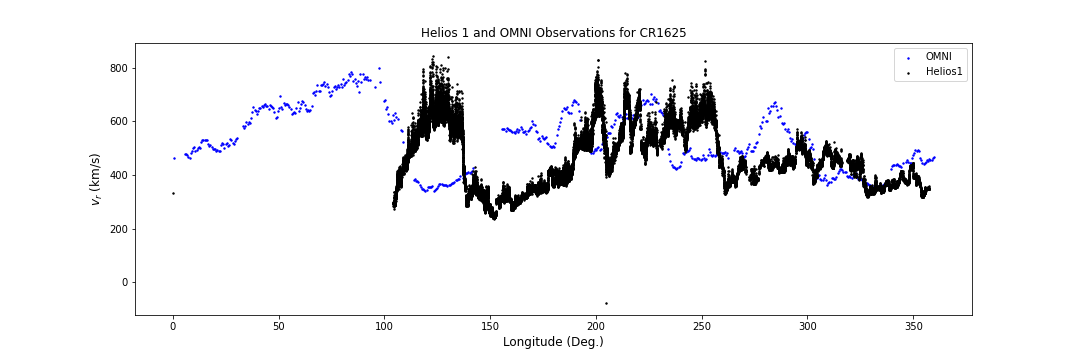 Helios 1 and OMNI Observations for CR1625
OMNI
Helios1
800
600
400
200
0
v_r (km/s)
0 50 100 150 200 250 300 350
Longitude (Deg.)